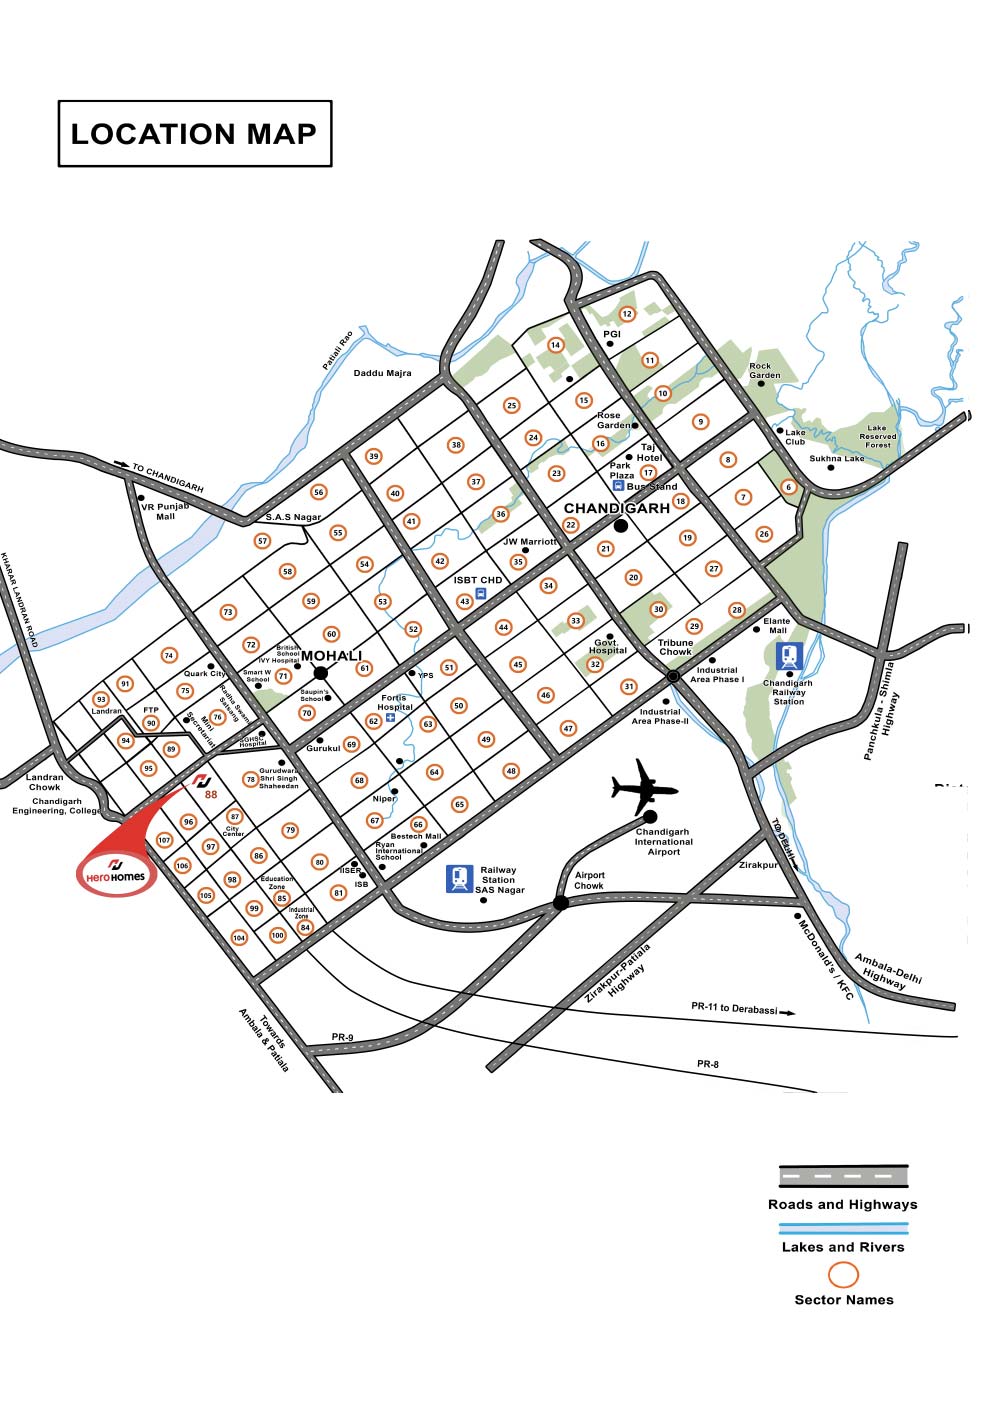 LOCATION MAP
12
PGI
14
11
Rock
Garden
Patiali Rao
Daddu Majra
10
15
25
Rose
Garden
9
38
24
16
Taj
Hotel
Lake
Club
Lake
Reserved
Forest
39
Park
Plaza
17
8
Sukhna Lake
TO CHANDIGARH
23
Bus Stand
37
6
56
40
18
7
VR Punjab
Mall
CHANDIGARH
36
S.A.S Nagar
41
22
55
19
26
57
JW Marriott
21
35
42
54
58
ISBT CHD
34
20
27
KHARAR LANDRAN ROAD
59
53
43
30
28
73
33
44
52
29
Elante
Mall
60
72
British
School
IVY Hospital
MOHALI
Govt.
Hospital
Tribune
Chowk
74
61
51
45
32
Quark City
Smart W
School
71
YPS
Industrial
Area Phase I
91
75
Saupin's
School
Fortis
Hospital
46
31
Chandigarh
Railway
Station
93
Landran
FTP
90
Radha Swami
Satsang
76
70
62
50
Industrial
Area Phase-II
Panchkula - Shimla
Highway
Mini
Secretariat
63
47
94
89
SGHSC
Hospital
Gurukul
69
49
95
Gurudwara
Shri Singh
Shaheedan
78
68
64
48
Landran
Chowk
88
Niper
65
Chandigarh
Engineering, College
96
87
City
Center
67
66
Chandigarh
International
Airport
TO DELHI
79
Bestech Mall
107
97
86
Ryan
International
School
106
80
Zirakpur
HeroHomes
98
Education
Zone
IISER
ISB
Railway
Station
SAS Nagar
Airport
Chowk
105
85
81
99
Industrial
Zone
84
104
100
McDonald's / KFC
Ambala-Delhi
Highway
Zirakpur-Patiala
Highway
Towards
Ambala & Patiala
PR-11 to Derabassi
PR-9
PR-8
Roads and Highways
Lakes and Rivers
Sector Names